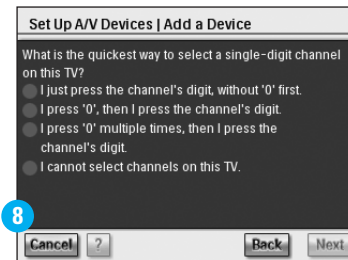 Set Up A/V Devices | Add a Device
What is the quickest way to select a single-digit channel
on this TV?
I just press the channel's digit, without '0' first.
I press '0', then I press the channel's digit.
I press '0' multiple times, then I press the
channel's digit.
I cannot select channels on this TV.
8
Cancel ? Back Next